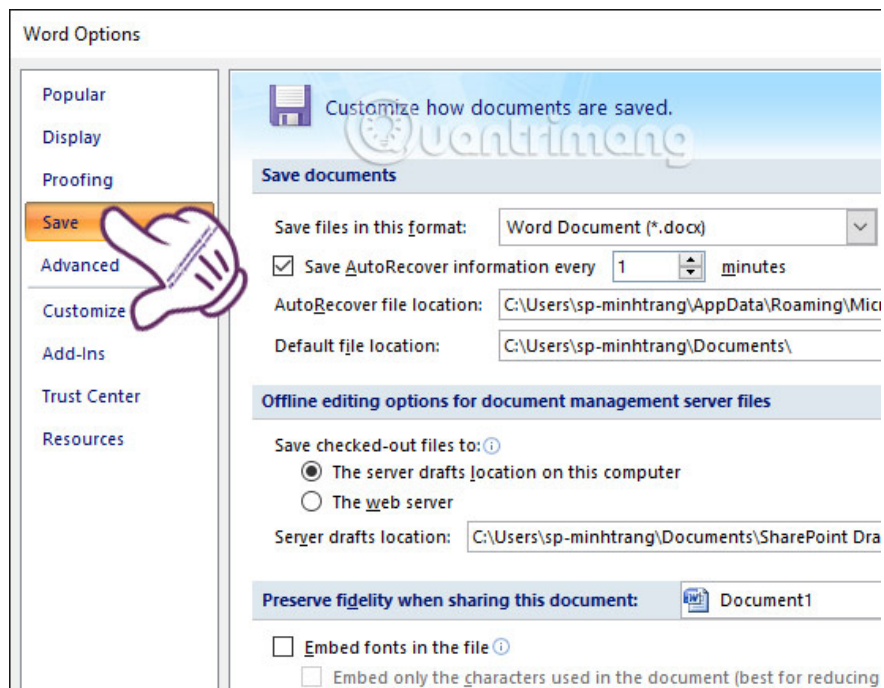 Word Options
Popular
Display
Proofing
Save
Advanced
Customize
Add-Ins
Trust Center
Resources
Customize how documents are saved.
Quantrimang
Save documents
Save files in this format: Word Document (*.docx)
Save AutoRecover information every 1 minutes
AutoRecover file location: C:\Users\sp-minhtrang\AppData\Roaming\Micr
Default file location: C:\Users\sp-minhtrang\Documents\
Offline editing options for document management server files
Save checked-out files to:
The server drafts location on this computer
The web server
Server drafts location: C:\Users\sp-minhtrang\Documents\SharePoint Dra
Preserve fidelity when sharing this document: Document1
Embed fonts in the file
Embed only the characters used in the document (best for reducing